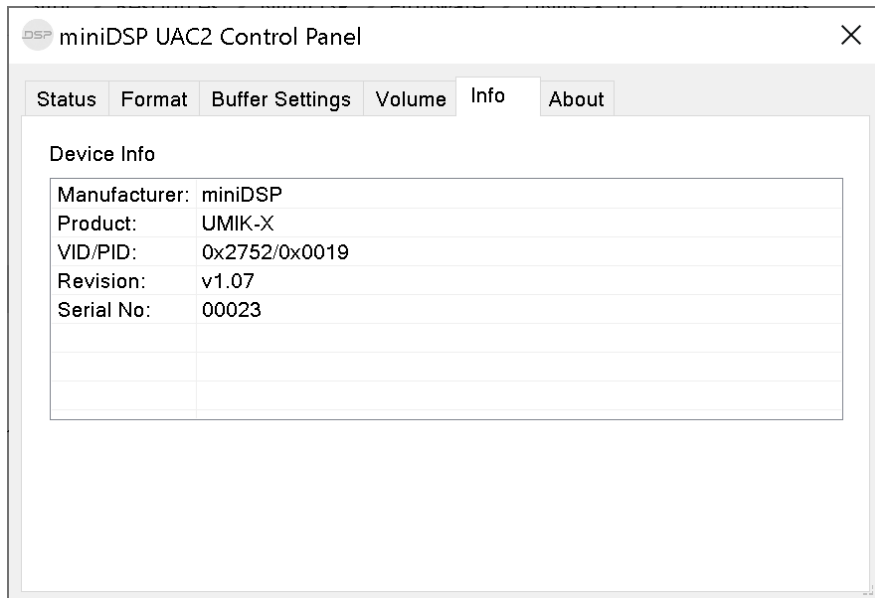 DSP miniDSP UAC2 Control Panel
Status Format Buffer Settings Volume Info About
Device Info
Manufacturer: miniDSP
Product: UMIK-X
VID/PID: 0x2752/0x0019
Revision: v1.07
Serial No: 00023